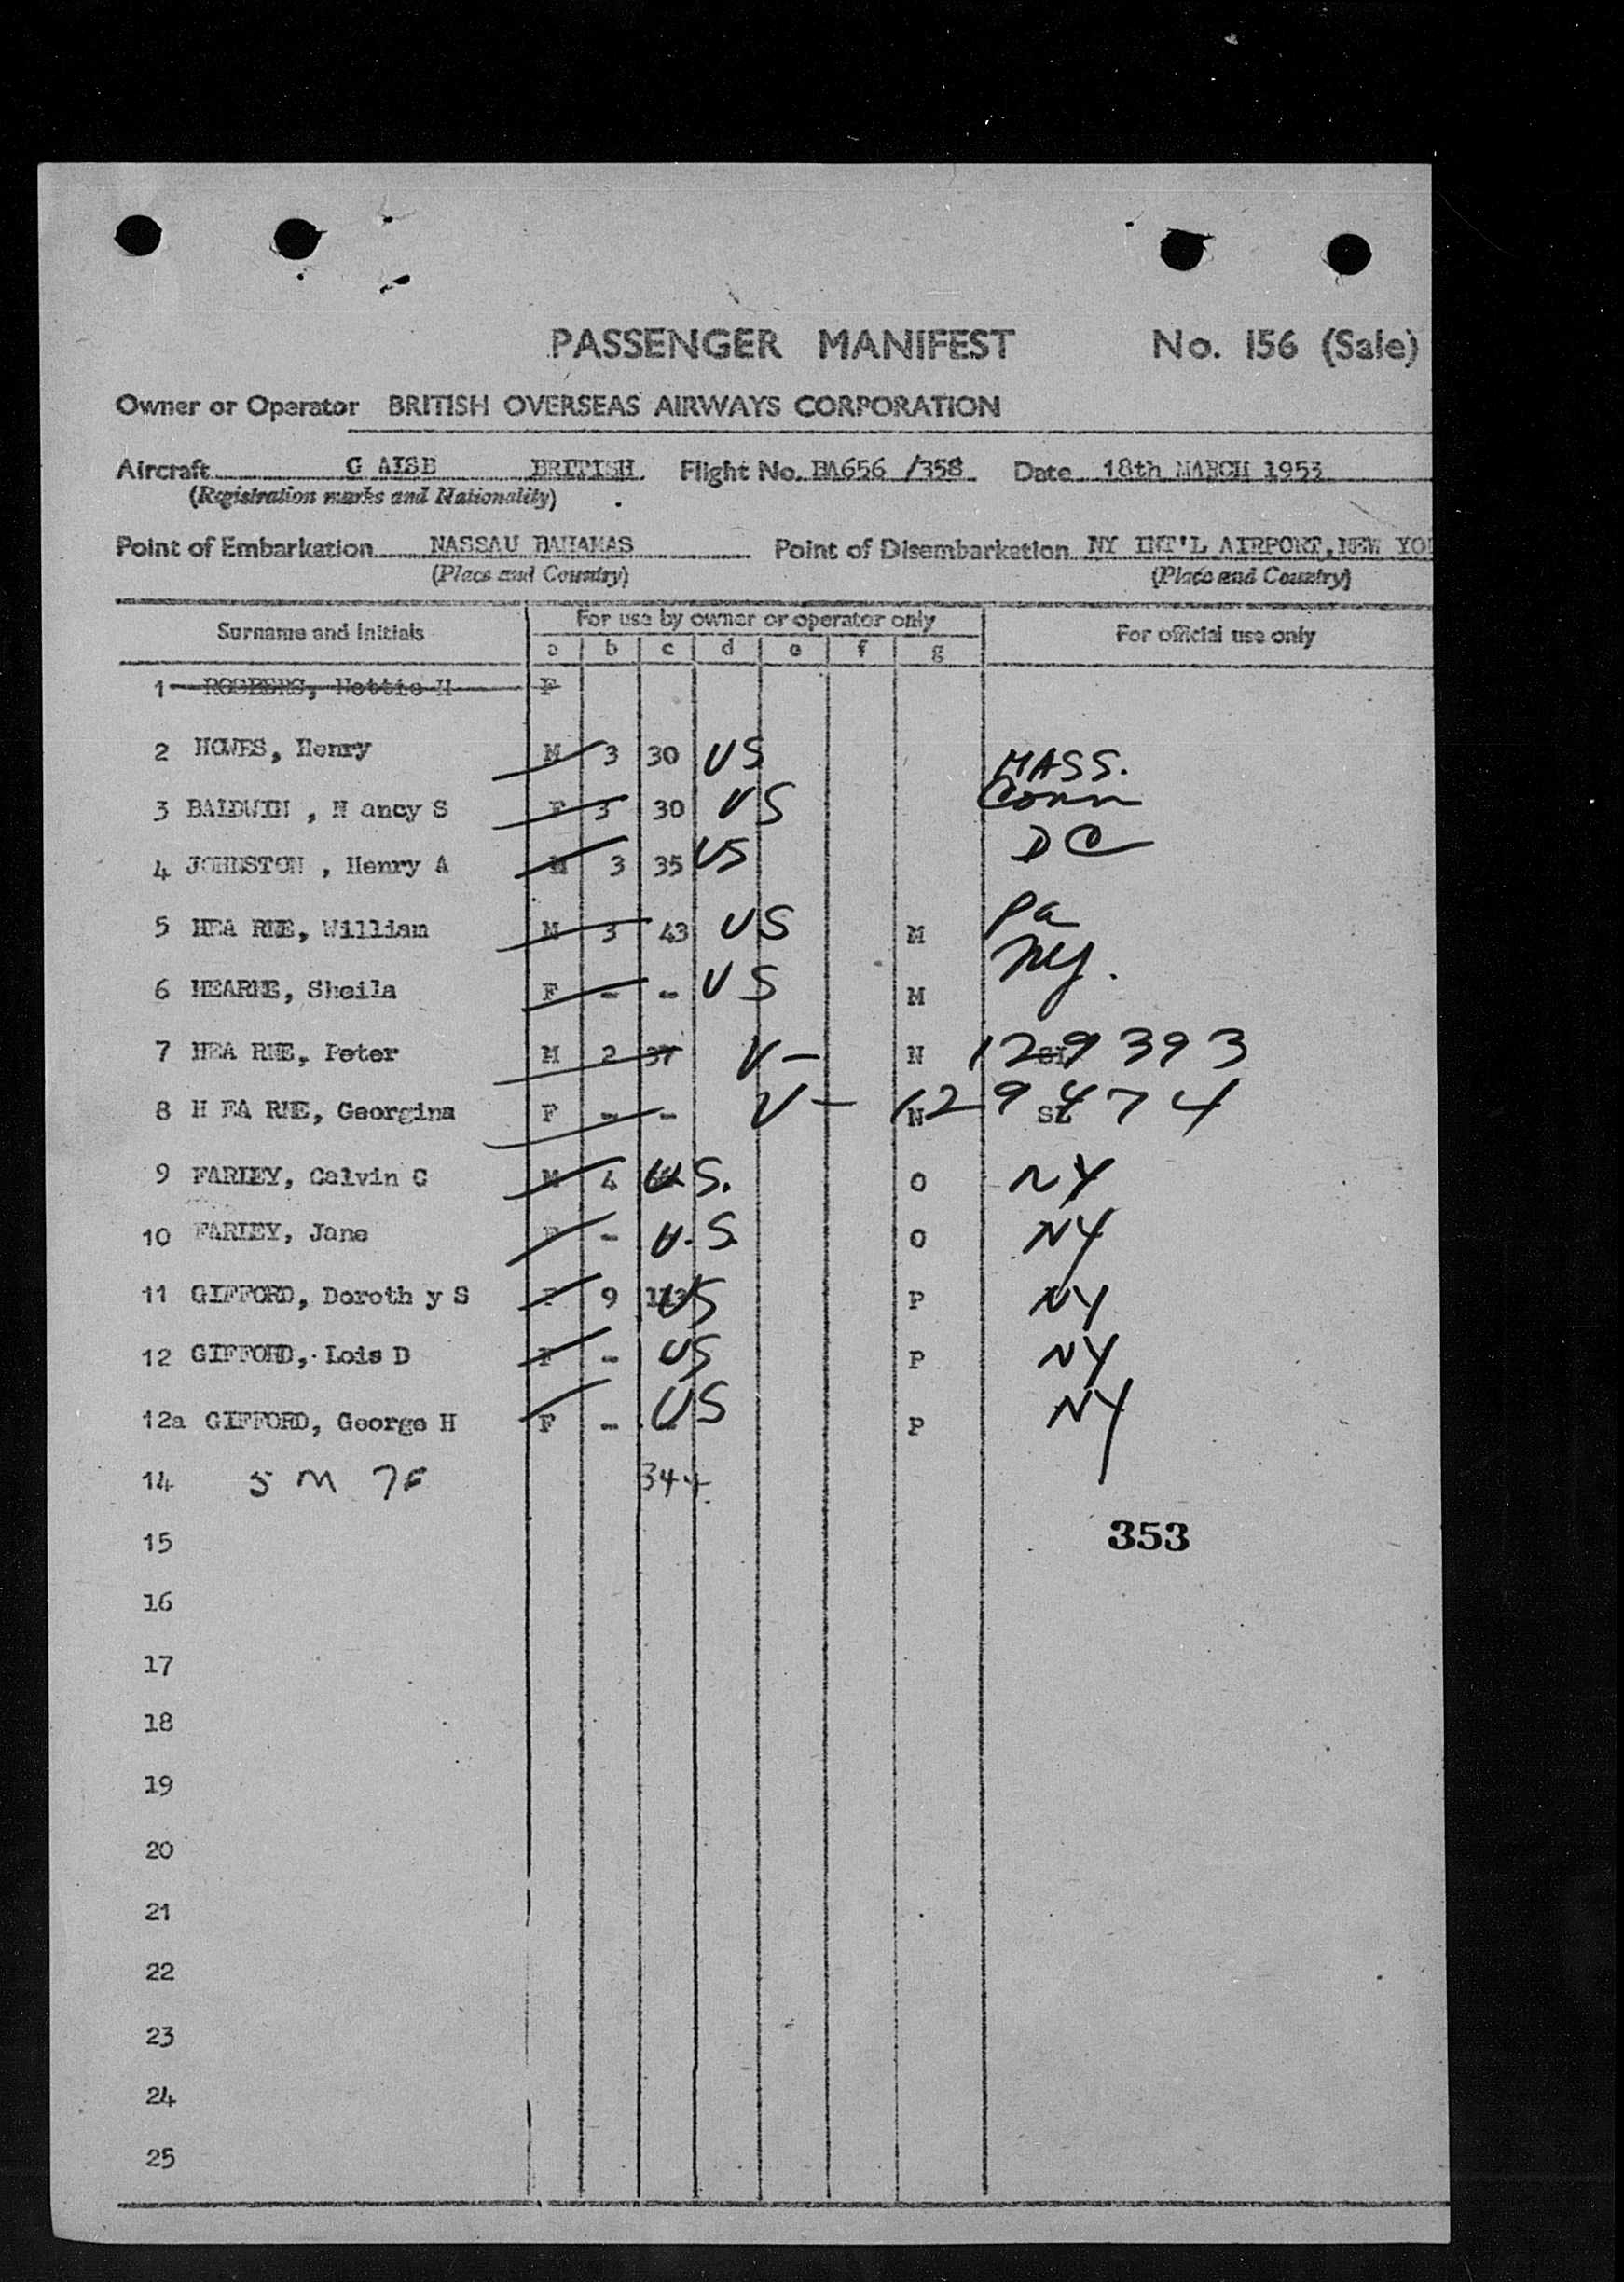 PASSENGER MANIFEST No. 156 (Sale)
Owner or Operator BRITISH OVERSEAS AIRWAYS CORPORATION
Aircraft G AISE BRITISH Flight No. BA656 /358 Date 18th MARCH 1953
(Registration marks and Nationality)
Point of Embarkation NASSAU BAHAMAS Point of Disembarkation NY INT'L AIRPORT, NEW YO
(Place and Country) (Place and Country)
Surname and Initials For use by owner or operator only For official use only
a b c d e f g
1 Nettie H F
2 HOWES, Henry M 3 30 US MASS.
3 BALDWIN , N ancy S F 3 30 US Conn
4 JOHNSTON , Henry A M 3 35 US DC
5 HEA RNE, William M 3 43 US M Pa
6 HEARNE, Sheila F - - US M NY.
7 HEA RNE, Peter M 2 37 V- N 129393
8 H EA RNE, Georgina F - - V- N SL 129474
9 FARLEY, Calvin C M 4 U.S. O NY
10 FARLEY, Jane F - U.S. O NY
11 GIFFORD, Doroth y S F 9 113 US P NY
12 GIFFORD, Lois D F - US P NY
12a GIFFORD, George H F - - US P NY
14 5 M 7F 344
15 353
16
17
18
19
20
21
22
23
24
25